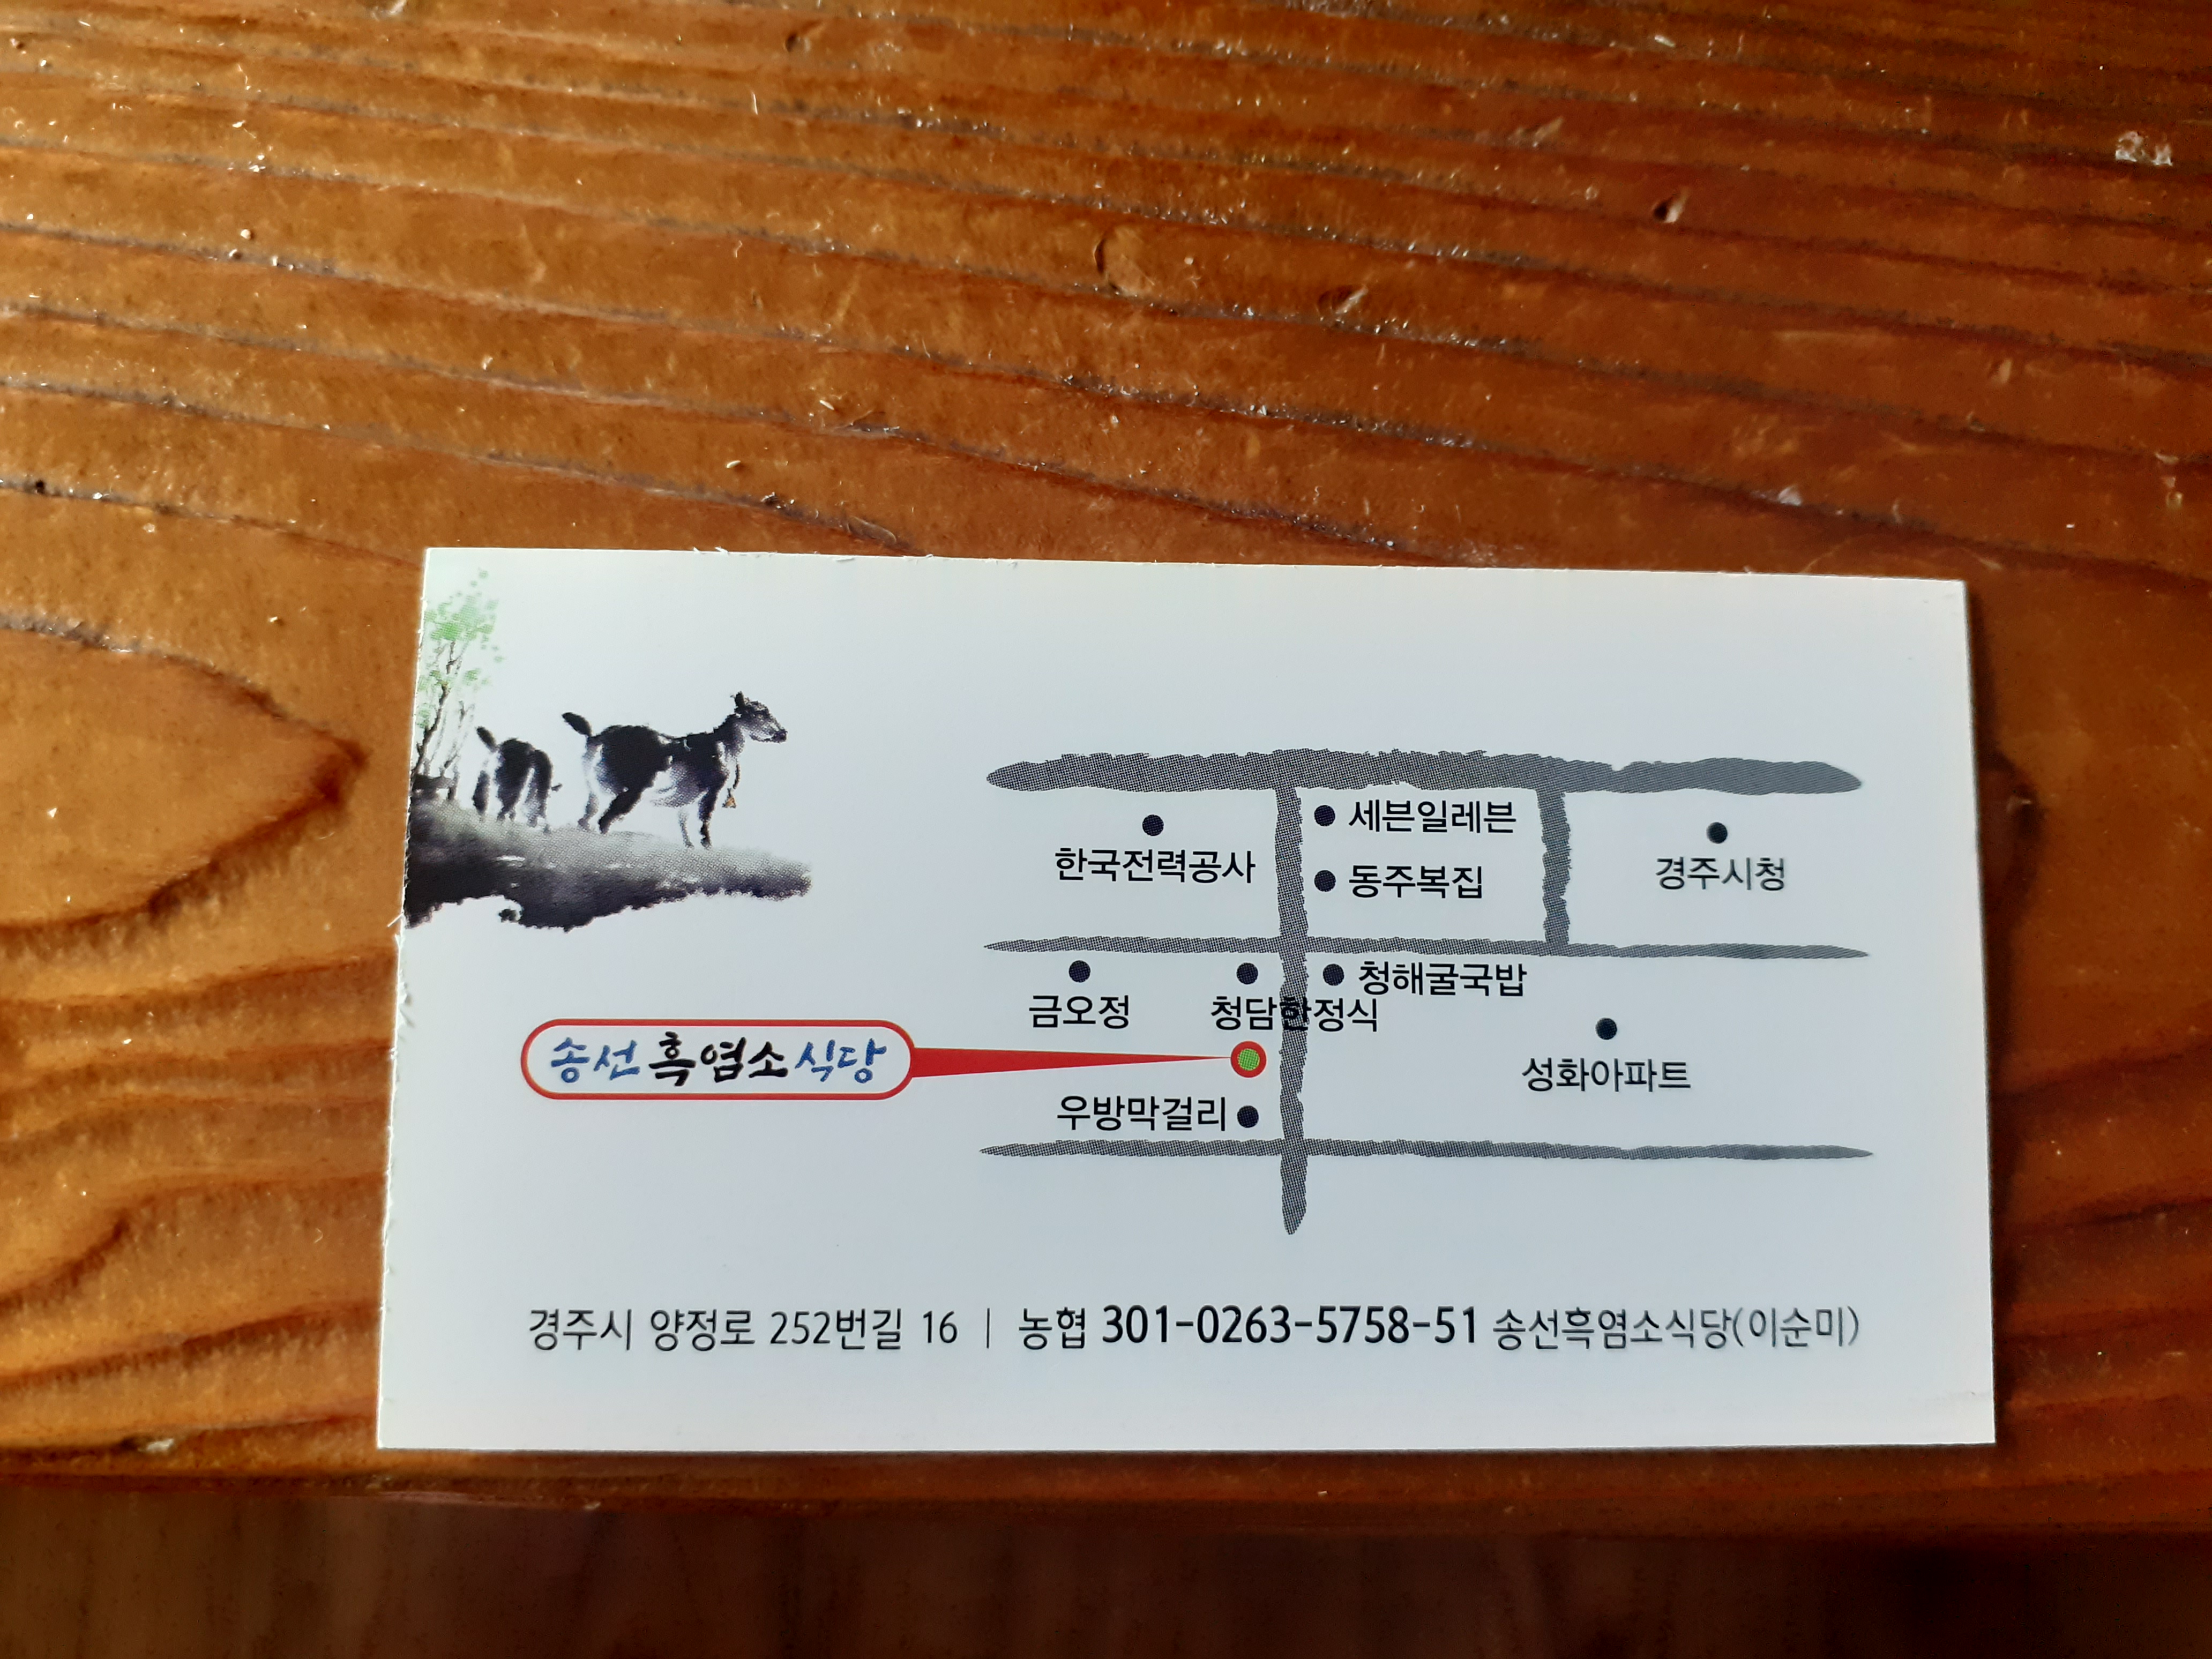 세븐일레븐
한국전력공사
동주복집
경주시청
금오정
청담한정식
청해굴국밥
송선흑염소식당
성화아파트
우방막걸리
경주시 양정로 252번길 16 | 농협 301-0263-5758-51 송선흑염소식당(이순미)